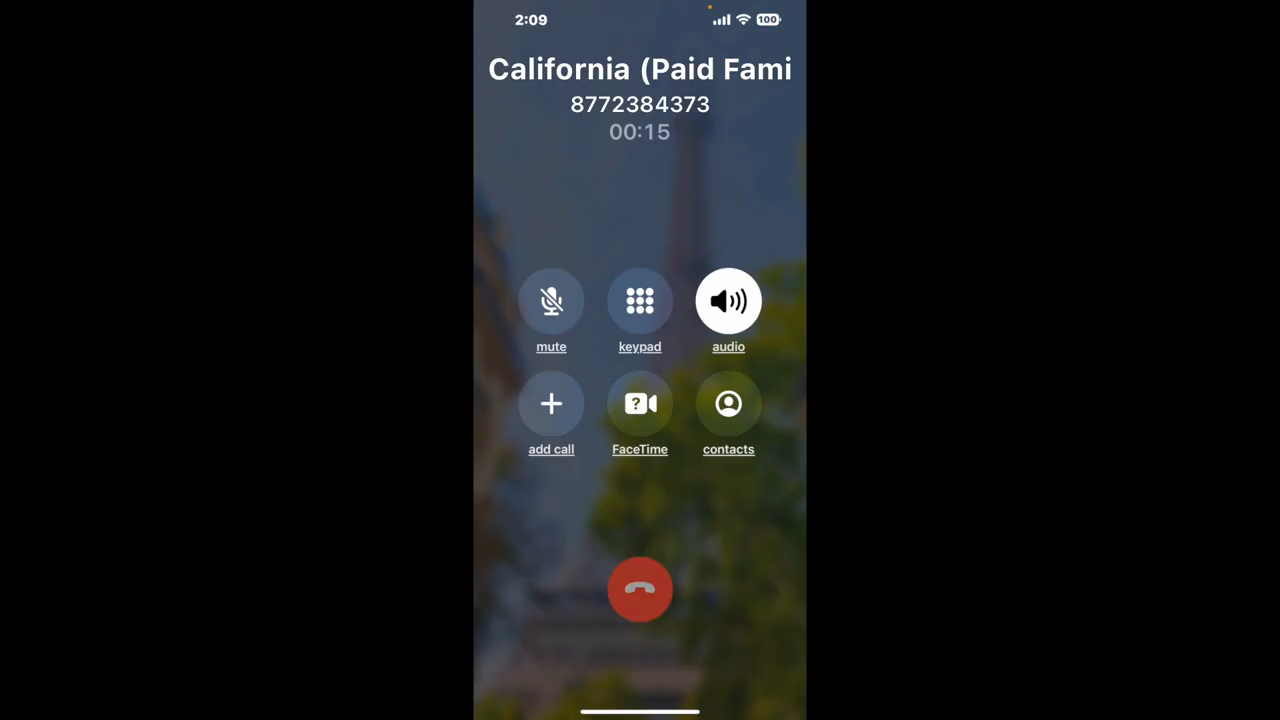 2:09
100
California (Paid Fami
8772384373
00:15
mute
keypad
audio
?
add call
FaceTime
contacts